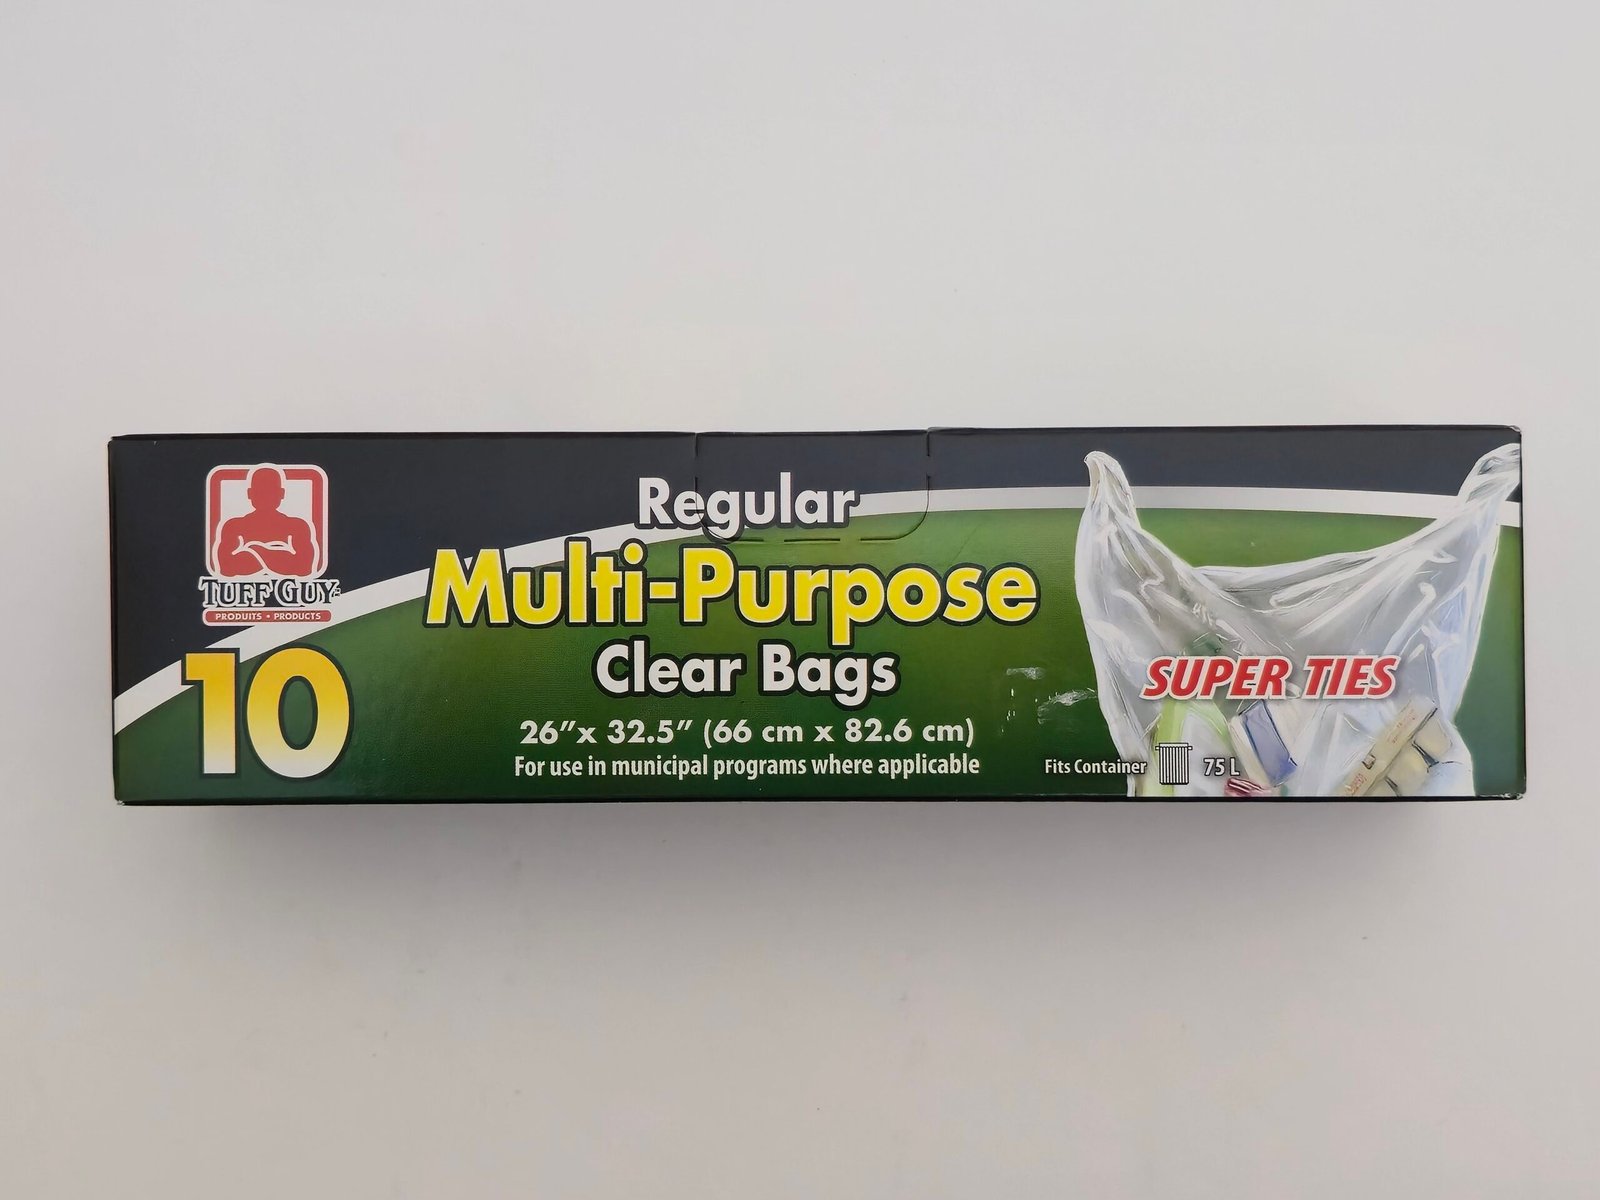 TUFF GUY
PRODUITS • PRODUCTS
10
Regular
Multi-Purpose
Clear Bags
26"x 32.5" (66 cm x 82.6 cm)
For use in municipal programs where applicable
SUPER TIES
Fits Container 75 L